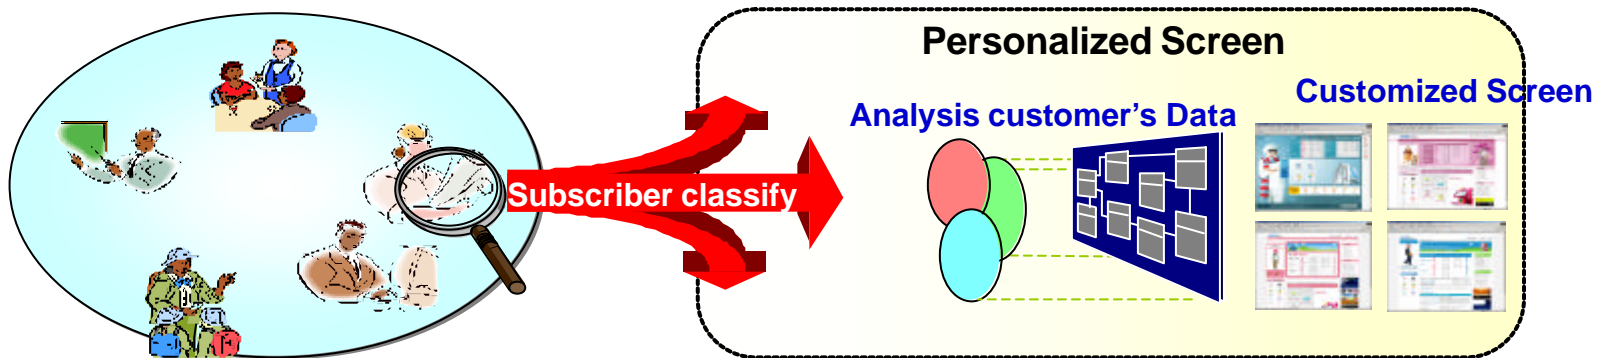 Personalized Screen
Customized Screen
Analysis customer's Data
Subscriber classify